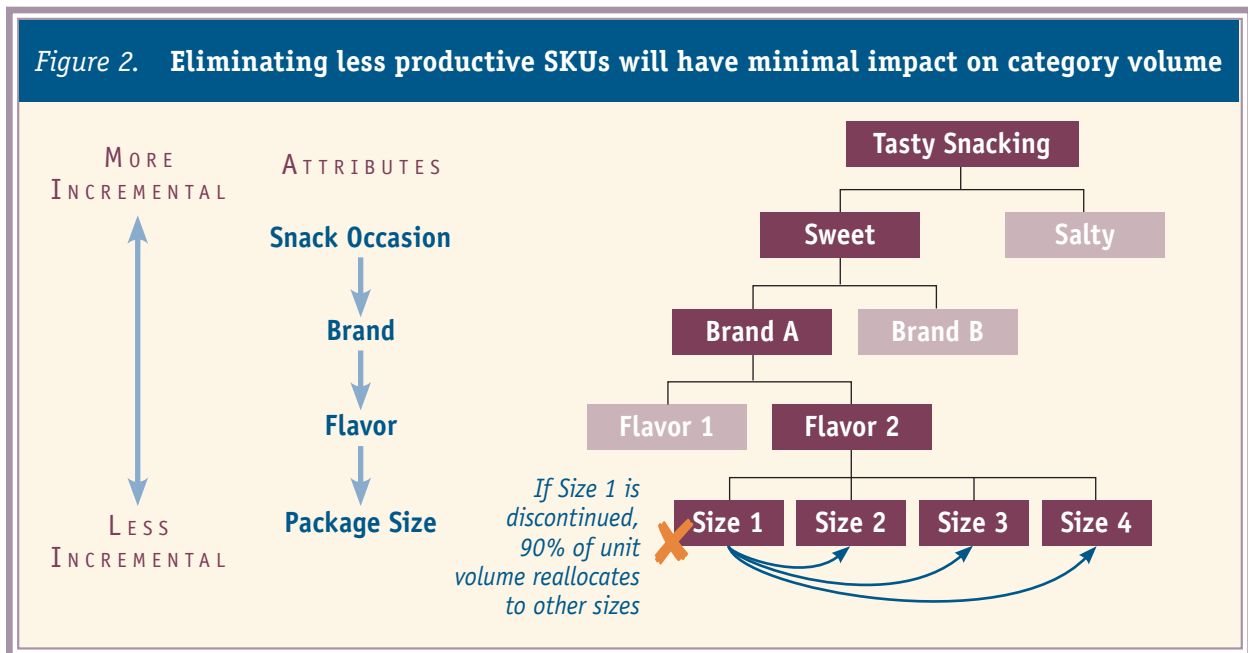 Figure 2. Eliminating less productive SKUs will have minimal impact on category volume
MORE
INCREMENTAL
ATTRIBUTES
Snack Occasion
Brand
Flavor
Package Size
LESS
INCREMENTAL
Tasty Snacking
Sweet
Salty
Brand A
Brand B
Flavor 1
Flavor 2
If Size 1 is
discontinued,
90% of unit
volume reallocates
to other sizes
Size 1
Size 2
Size 3
Size 4